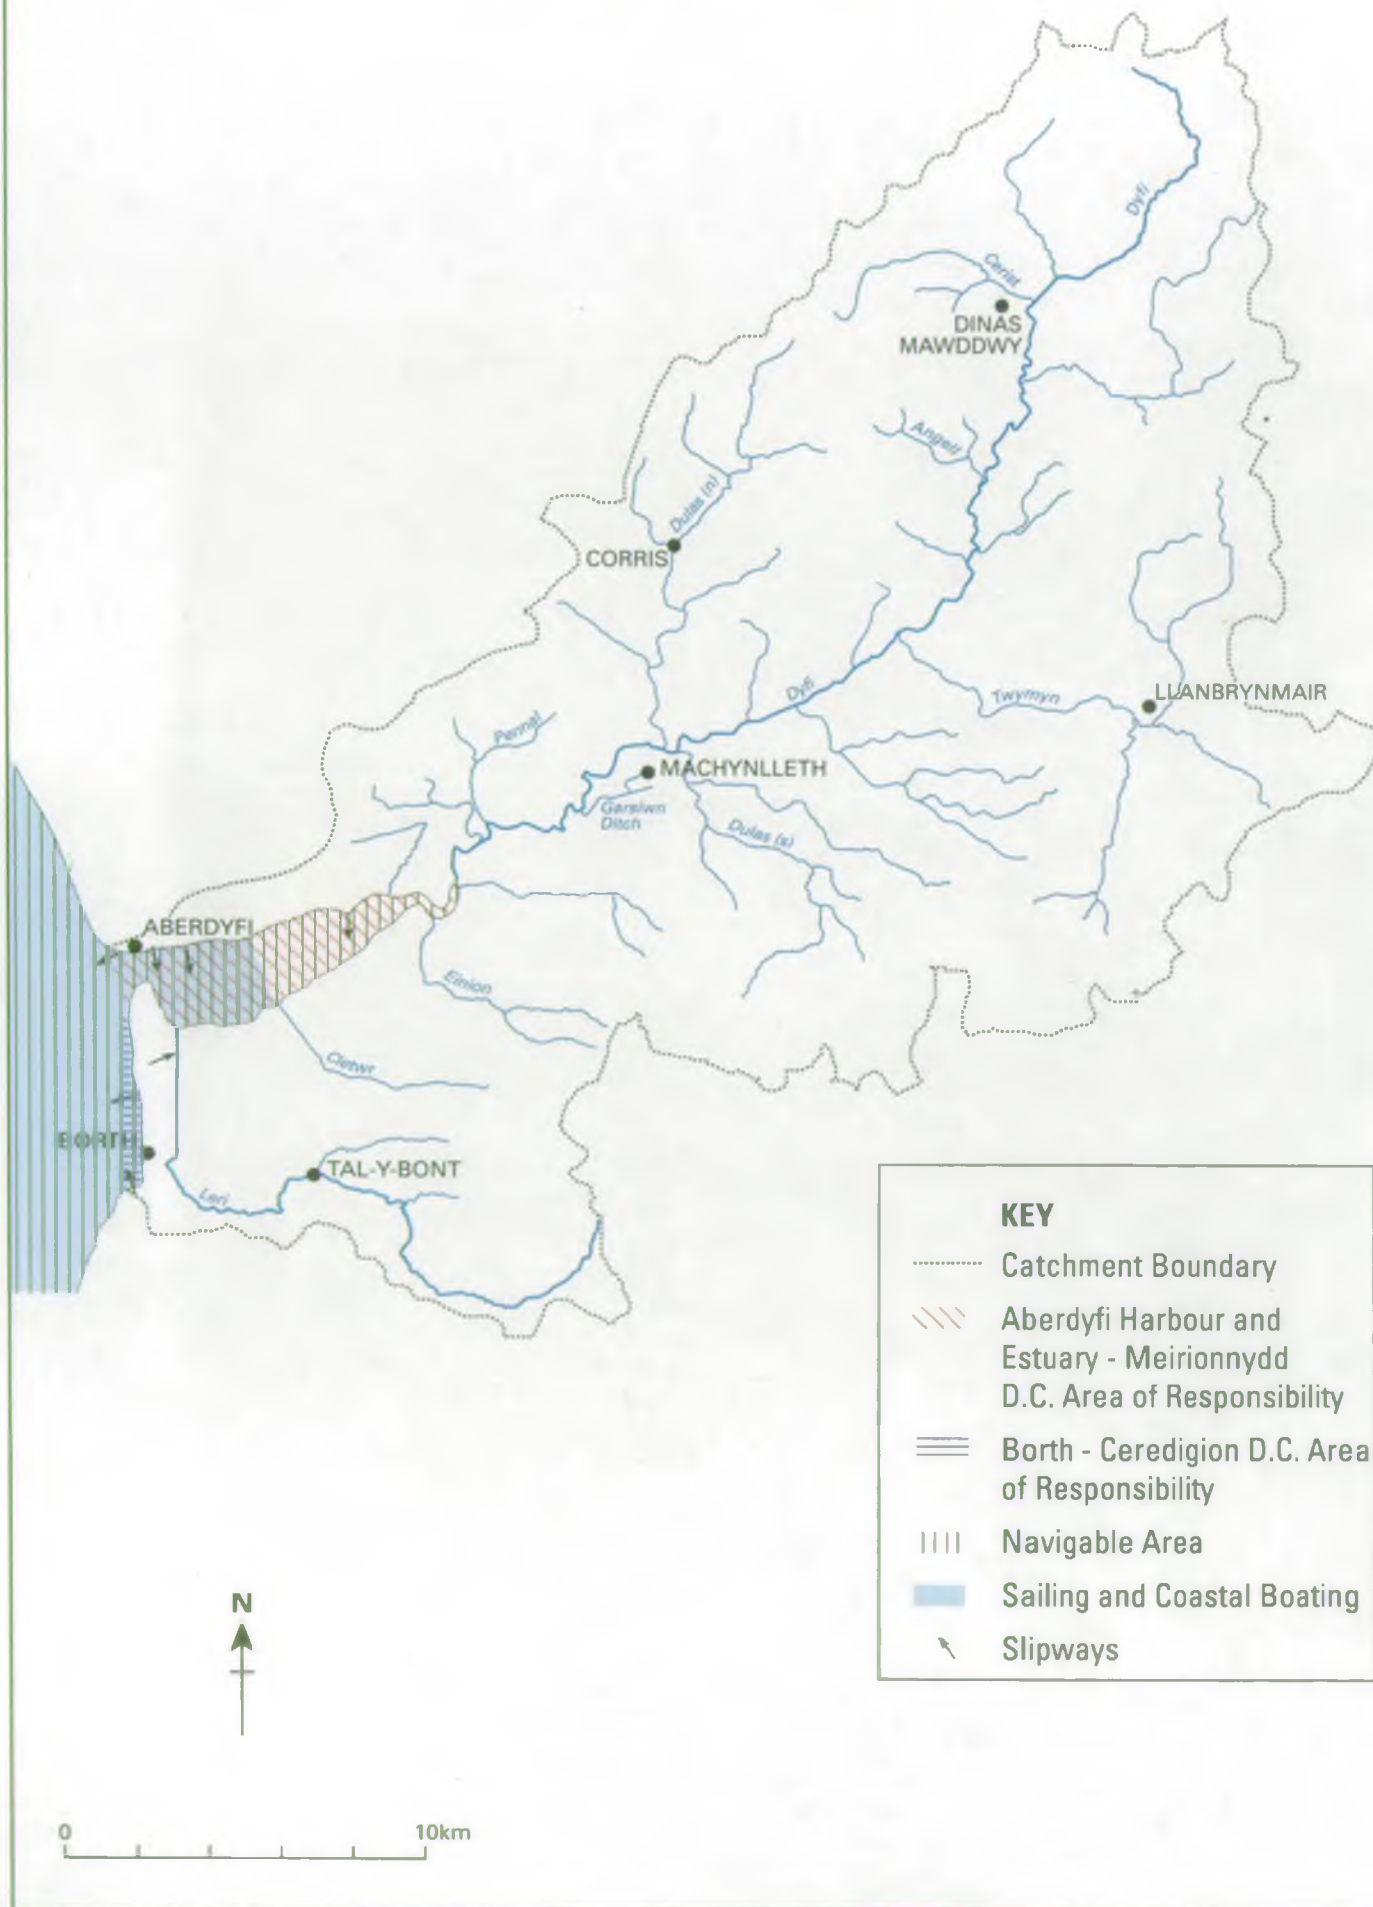 Dyfi
Cerist
DINAS
MAWDDWY
Angell
Dulas (n)
CORRIS
Dyfi
Twymyn
LLANBRYNMAIR
Pennal
MACHYNLLETH
Garsiwn
Ditch
Dulas (s)
ABERDYFI
Einion
Cletwr
BORTH
TAL-Y-BONT
Leri
KEY
Catchment Boundary
Aberdyfi Harbour and
Estuary - Meirionnydd
D.C. Area of Responsibility
Borth - Ceredigion D.C. Area
of Responsibility
Navigable Area
Sailing and Coastal Boating
Slipways
N
0 10km